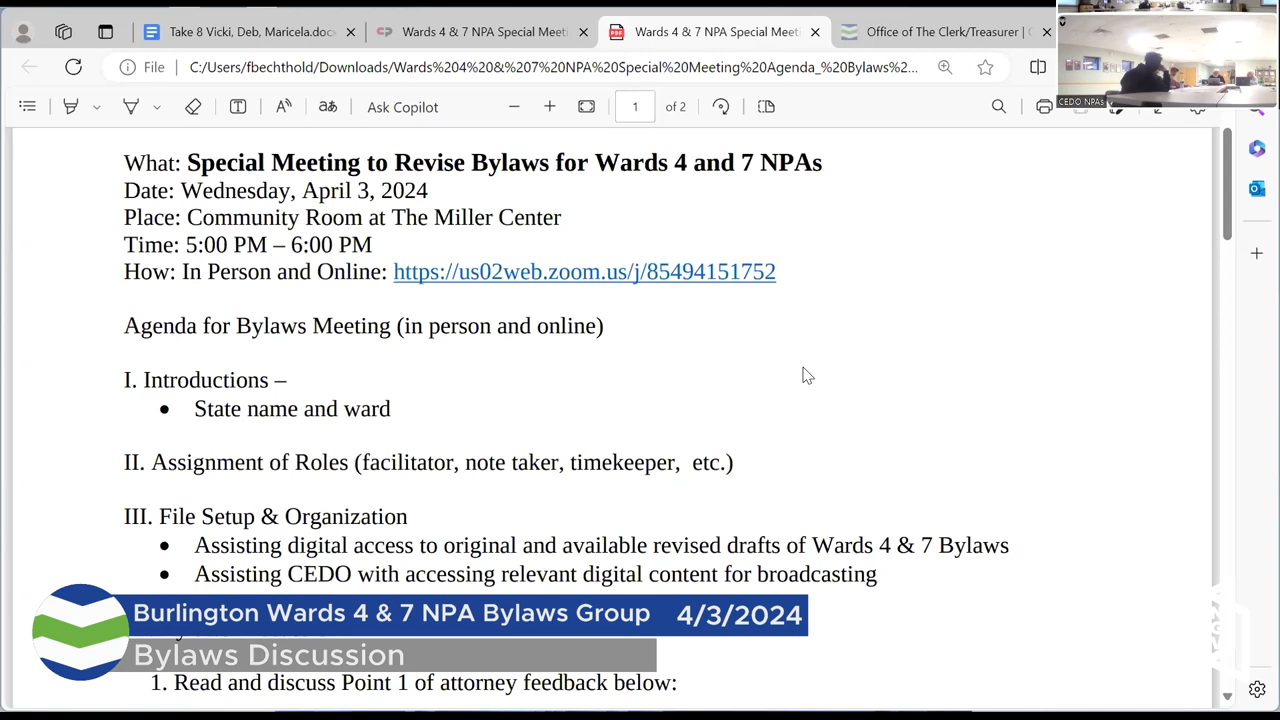 Take 8 Vicki, Deb, Maricela.doc
Wards 4 & 7 NPA Special Meeti
Wards 4 & 7 NPA Special Meeti
Office of The Clerk/Treasurer |
File
C:/Users/fbechthold/Downloads/Wards%204%20&%207%20NPA%20Special%20Meeting%20Agenda_%20Bylaws%2...
Ask Copilot
1 of 2
CEDO NPAs
What: Special Meeting to Revise Bylaws for Wards 4 and 7 NPAs
Date: Wednesday, April 3, 2024
Place: Community Room at The Miller Center
Time: 5:00 PM – 6:00 PM
How: In Person and Online: https://us02web.zoom.us/j/85494151752
Agenda for Bylaws Meeting (in person and online)
I. Introductions –
• State name and ward
II. Assignment of Roles (facilitator, note taker, timekeeper, etc.)
III. File Setup & Organization
• Assisting digital access to original and available revised drafts of Wards 4 & 7 Bylaws
• Assisting CEDO with accessing relevant digital content for broadcasting
Burlington Wards 4 & 7 NPA Bylaws Group 4/3/2024
Bylaws Discussion
1. Read and discuss Point 1 of attorney feedback below: